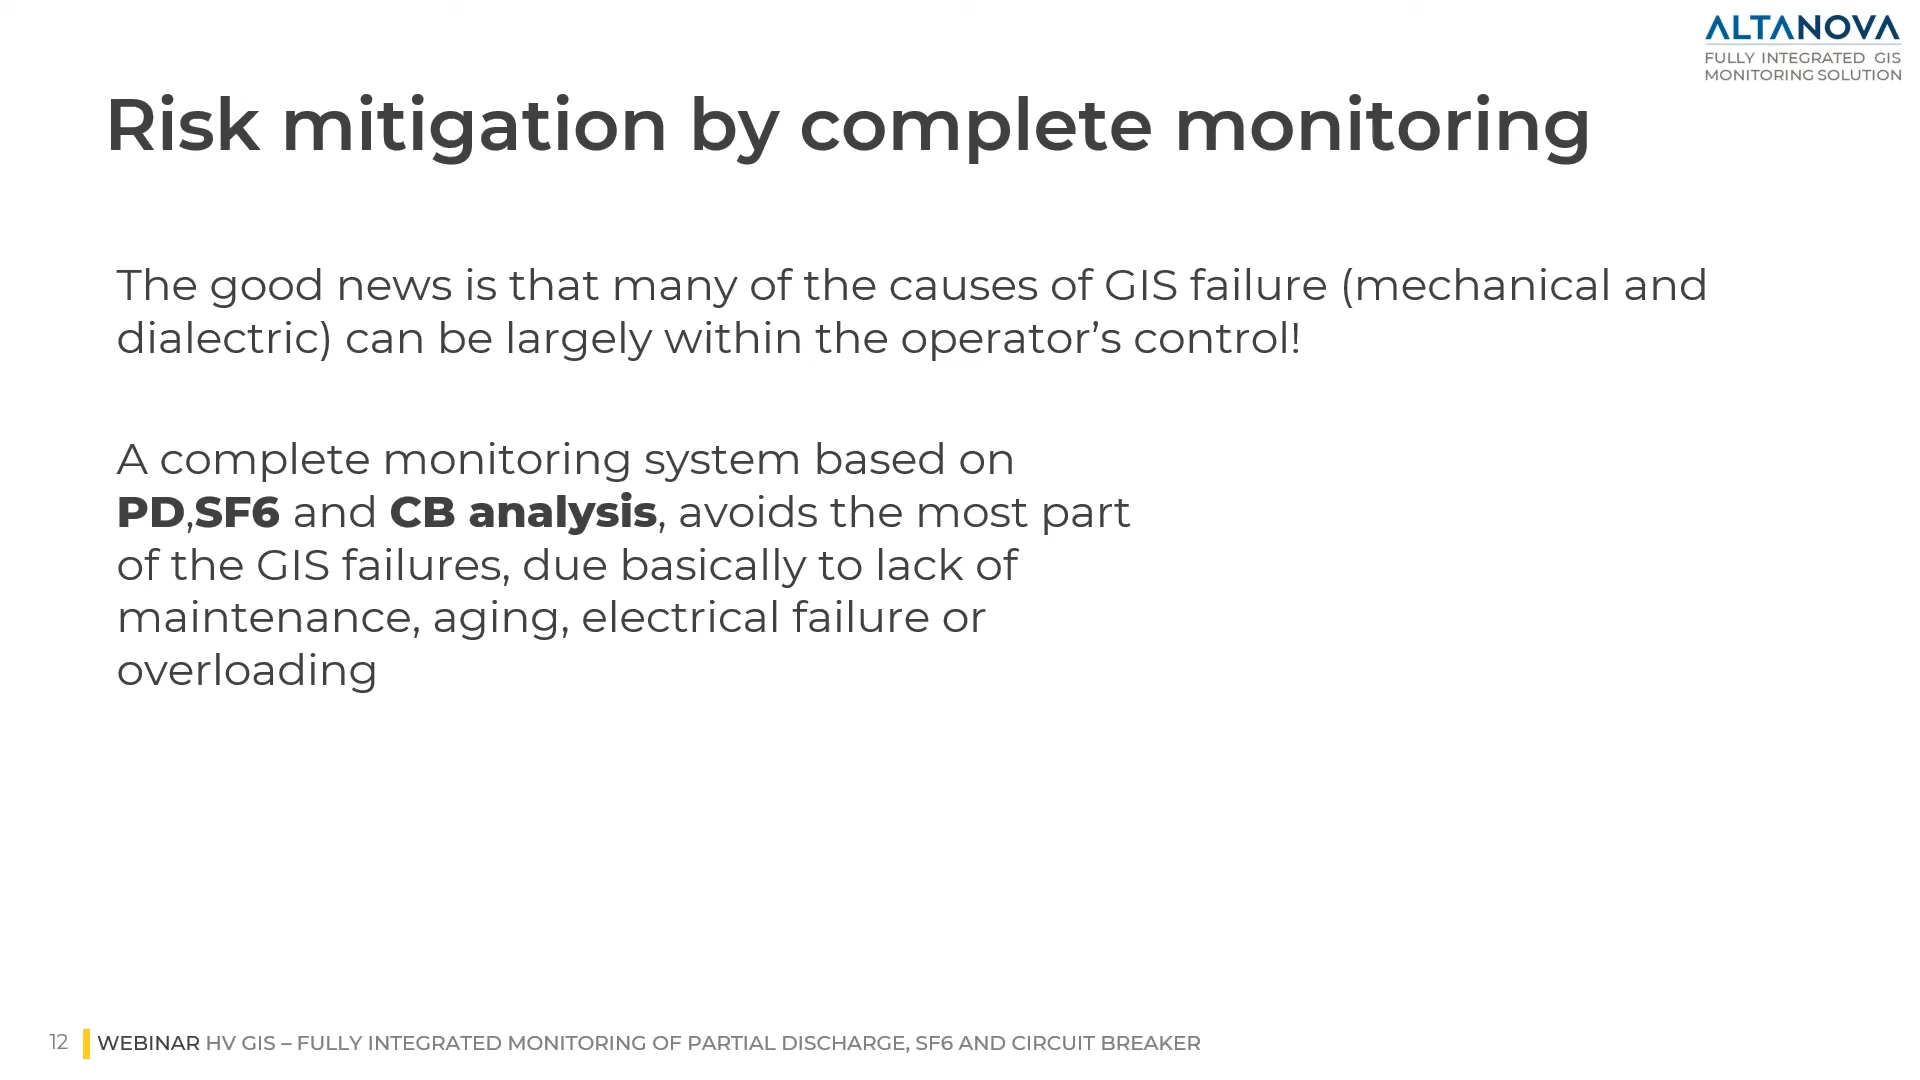 ALTANOVA
FULLY INTEGRATED GIS
MONITORING SOLUTION
Risk mitigation by complete monitoring
The good news is that many of the causes of GIS failure (mechanical and
dialectric) can be largely within the operator’s control!
A complete monitoring system based on
PD,SF6 and CB analysis, avoids the most part
of the GIS failures, due basically to lack of
maintenance, aging, electrical failure or
overloading
12 WEBINAR HV GIS – FULLY INTEGRATED MONITORING OF PARTIAL DISCHARGE, SF6 AND CIRCUIT BREAKER